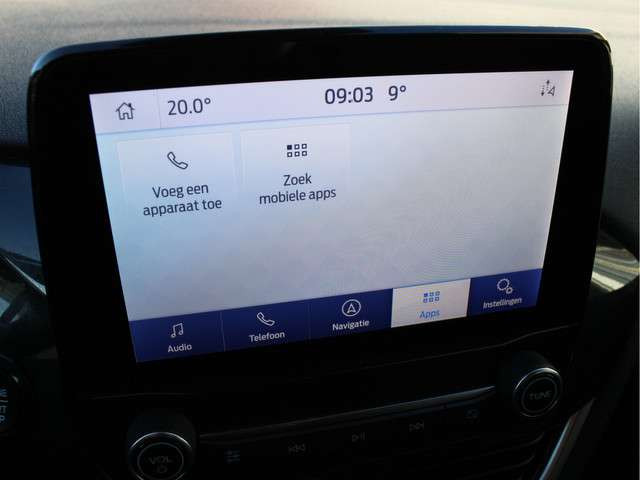 20.0° 09:03 9°
Voeg een
apparaat toe
Zoek
mobiele apps
Audio
Telefoon
Navigatie
Apps
Instellingen
VOL
TUNE